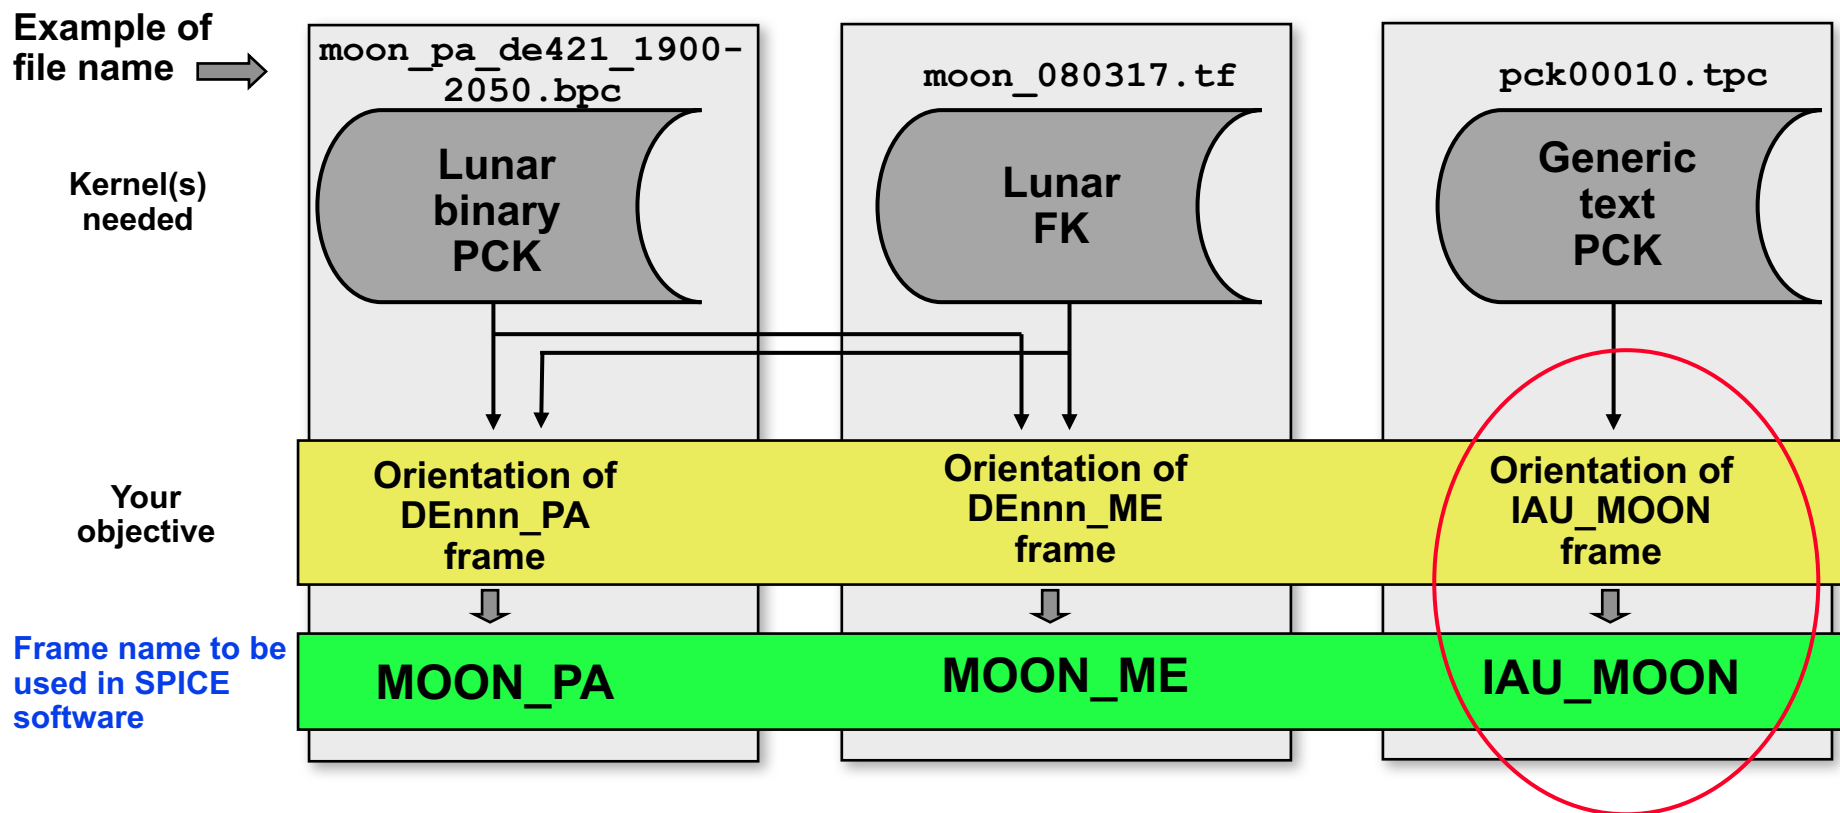 Example of
file name
moon_pa_de421_1900-
2050.bpc
moon_080317.tf
pck00010.tpc
Kernel(s)
needed
Lunar
binary
PCK
Lunar
FK
Generic
text
PCK
Your
objective
Orientation of
DEnnn_PA
frame
Orientation of
DEnnn_ME
frame
Orientation of
IAU_MOON
frame
Frame name to be
used in SPICE
software
MOON_PA
MOON_ME
IAU_MOON